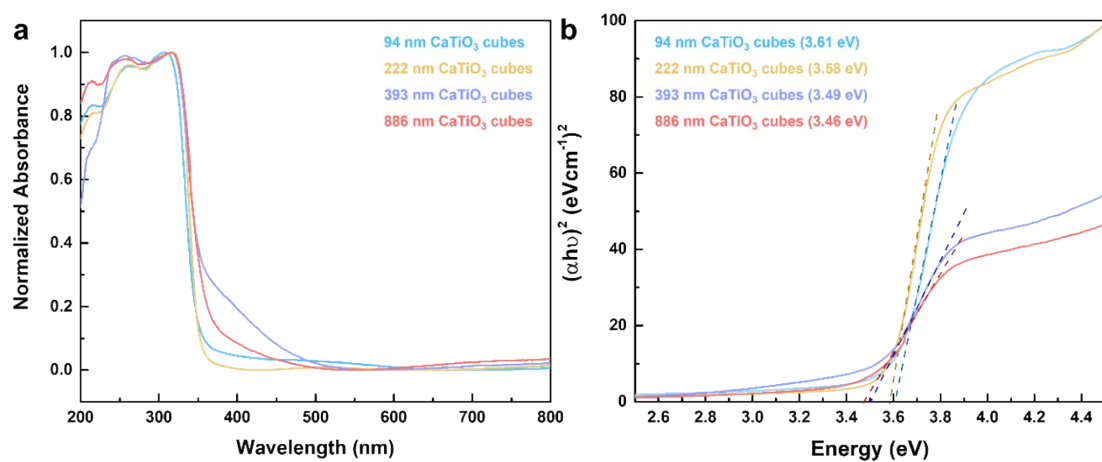 a
94 nm CaTiO₃ cubes
222 nm CaTiO₃ cubes
393 nm CaTiO₃ cubes
886 nm CaTiO₃ cubes
Normalized Absorbance
1.0
0.8
0.6
0.4
0.2
0.0
200 300 400 500 600 700 800
Wavelength (nm)
b
94 nm CaTiO₃ cubes (3.61 eV)
222 nm CaTiO₃ cubes (3.58 eV)
393 nm CaTiO₃ cubes (3.49 eV)
886 nm CaTiO₃ cubes (3.46 eV)
(αhυ)² (eVcm⁻¹)²
100
80
60
40
20
0
2.6 2.8 3.0 3.2 3.4 3.6 3.8 4.0 4.2 4.4
Energy (eV)